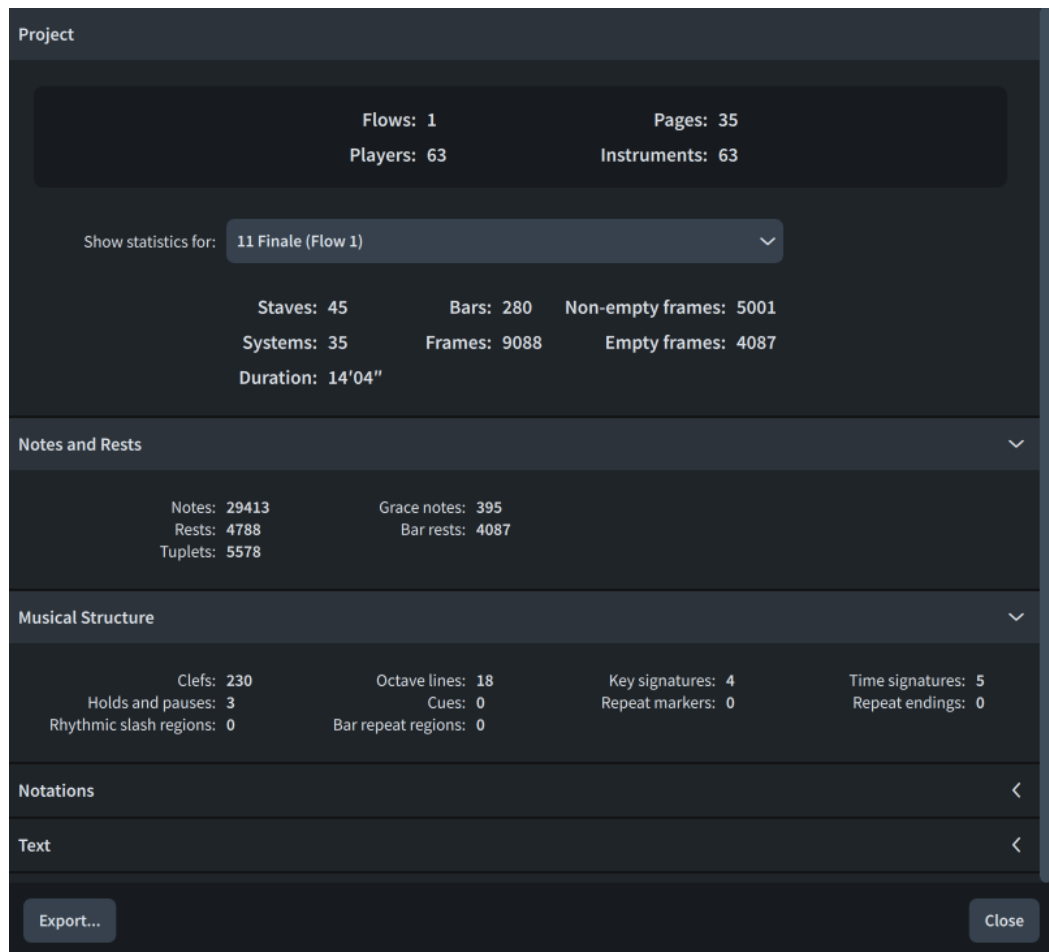 Project
Flows: 1 Pages: 35
Players: 63 Instruments: 63
Show statistics for: 11 Finale (Flow 1)
Staves: 45 Bars: 280 Non-empty frames: 5001
Systems: 35 Frames: 9088 Empty frames: 4087
Duration: 14′04″
Notes and Rests
Notes: 29413 Grace notes: 395
Rests: 4788 Bar rests: 4087
Tuplets: 5578
Musical Structure
Clefs: 230 Octave lines: 18 Key signatures: 4 Time signatures: 5
Holds and pauses: 3 Cues: 0 Repeat markers: 0 Repeat endings: 0
Rhythmic slash regions: 0 Bar repeat regions: 0
Notations
Text
Export... Close